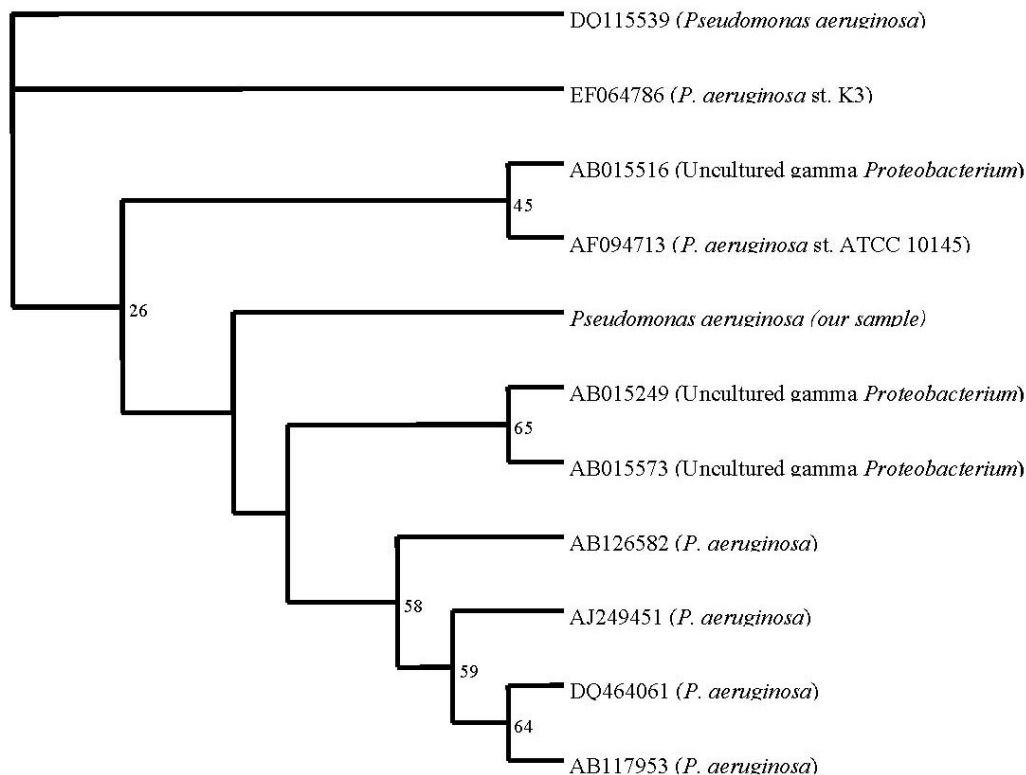 DQ115539 (Pseudomonas aeruginosa)
EF064786 (P. aeruginosa st. K3)
AB015516 (Uncultured gamma Proteobacterium)
45
AF094713 (P. aeruginosa st. ATCC 10145)
26
Pseudomonas aeruginosa (our sample)
AB015249 (Uncultured gamma Proteobacterium)
65
AB015573 (Uncultured gamma Proteobacterium)
AB126582 (P. aeruginosa)
58
AJ249451 (P. aeruginosa)
59
DQ464061 (P. aeruginosa)
64
AB117953 (P. aeruginosa)